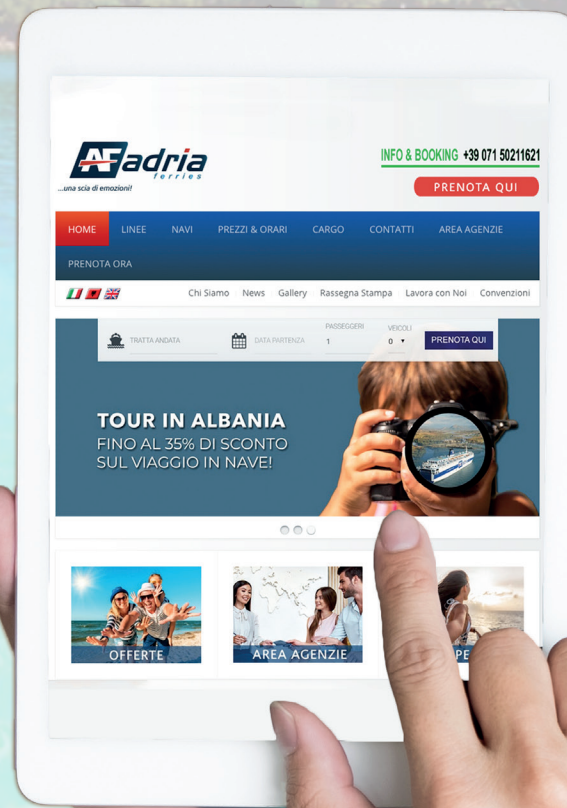 AF adria
ferries
...una scia di emozioni!
INFO & BOOKING +39 071 50211621
PRENOTA QUI
HOME LINEE NAVI PREZZI & ORARI CARGO CONTATTI AREA AGENZIE
PRENOTA ORA
Chi Siamo News Gallery Rassegna Stampa Lavora con Noi Convenzioni
PASSEGGERI VEICOLI
TRATTA ANDATA DATA PARTENZA 1 0 PRENOTA QUI
TOUR IN ALBANIA
FINO AL 35% DI SCONTO
SUL VIAGGIO IN NAVE!
OFFERTE AREA AGENZIE